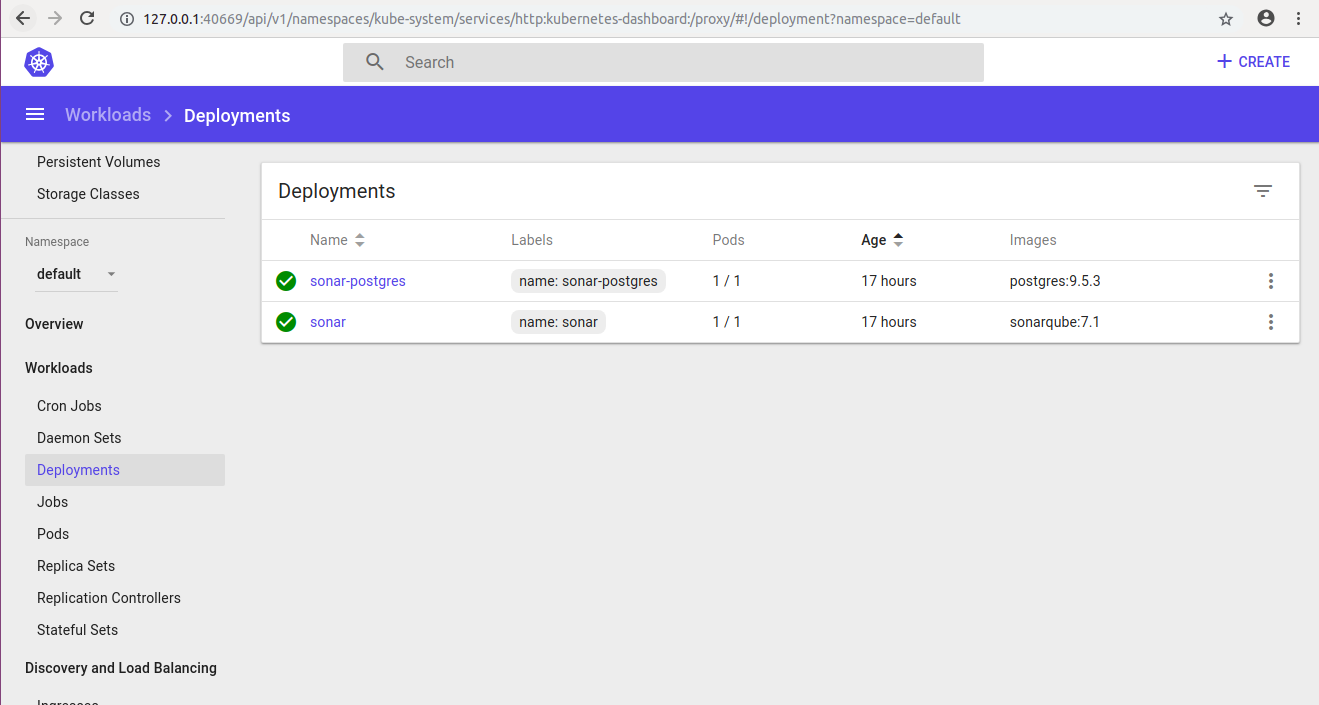 127.0.0.1:40669/api/v1/namespaces/kube-system/services/http:kubernetes-dashboard:/proxy/#!/deployment?namespace=default
Search
CREATE
Workloads
Deployments
Persistent Volumes
Storage Classes
Namespace
default
Overview
Workloads
Cron Jobs
Daemon Sets
Deployments
Jobs
Pods
Replica Sets
Replication Controllers
Stateful Sets
Discovery and Load Balancing
Ingresses
Deployments
Name Labels Pods Age Images
sonar-postgres name: sonar-postgres 1 / 1 17 hours postgres:9.5.3
sonar name: sonar 1 / 1 17 hours sonarqube:7.1